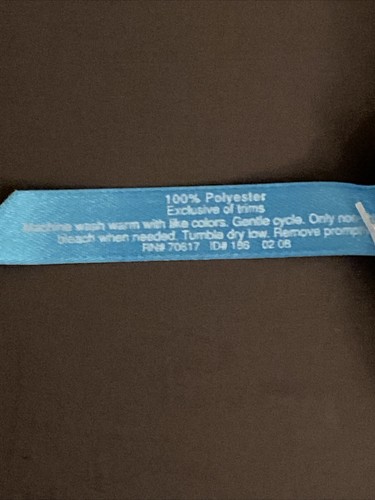 100% Polyester
Exclusive of trims
Machine wash warm with like colors. Gentle cycle. Only non
bleach when needed. Tumble dry low. Remove prompt
RN# 70617 ID# 186 02 08